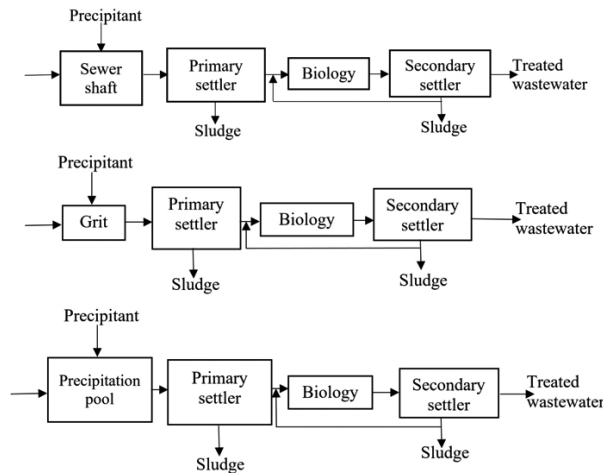 Precipitant
Sewer shaft
Primary settler
Biology
Secondary settler
Treated wastewater
Sludge
Sludge
Precipitant
Grit
Primary settler
Biology
Secondary settler
Treated wastewater
Sludge
Sludge
Precipitant
Precipitation pool
Primary settler
Biology
Secondary settler
Treated wastewater
Sludge
Sludge